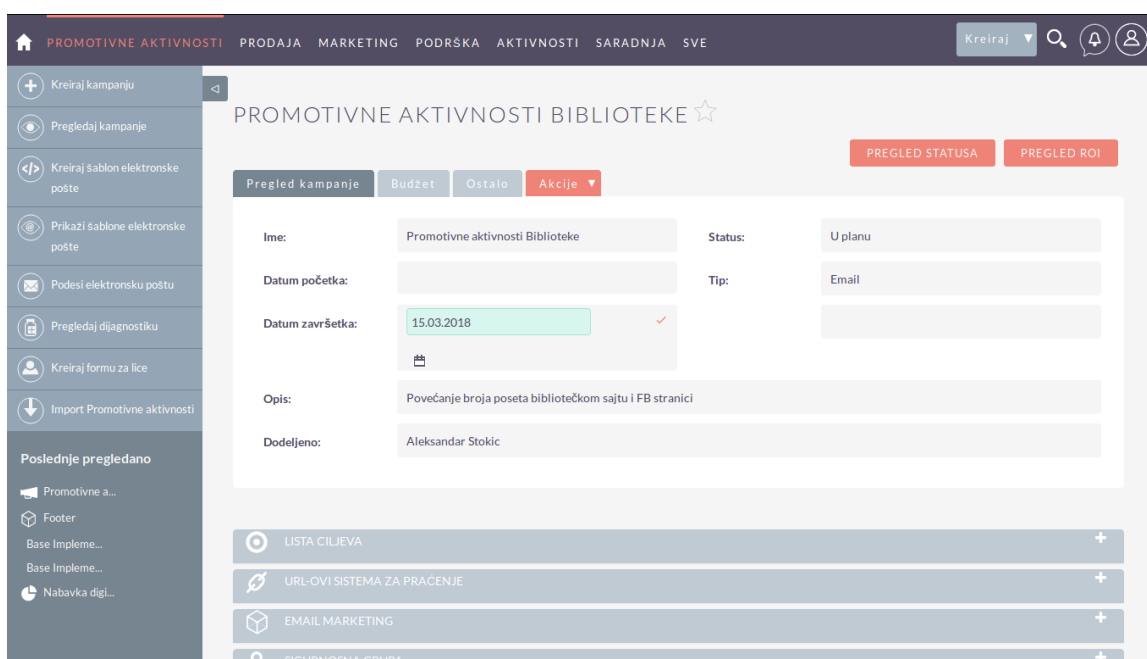 PROMOTIVNE AKTIVNOSTI PRODAJA MARKETING PODRŠKA AKTIVNOSTI SARADNJA SVE Kreiraj
Kreiraj kampanju
Pregledaj kampanje
Kreiraj šablon elektronske
pošte
Prikaži šablone elektronske
pošte
Podesi elektronsku poštu
Pregledaj dijagnostiku
Kreiraj formu za lice
Import Promotivne aktivnosti
Poslednje pregledano
Promotivne a...
Footer
Base Impleme...
Base Impleme...
Nabavka digi...
PROMOTIVNE AKTIVNOSTI BIBLIOTEKE
PREGLED STATUSA PREGLED ROI
Pregled kampanje Budžet Ostalo Akcije
Ime: Promotivne aktivnosti Biblioteke Status: U planu
Datum početka: Tip: Email
Datum završetka: 15.03.2018
Opis: Povećanje broja poseta bibliotečkom sajtu i FB stranici
Dodeljeno: Aleksandar Stokic
LISTA CILJEVA
URL-OVI SISTEMA ZA PRAĆENJE
EMAIL MARKETING
SIGURNOSNA GRUPA